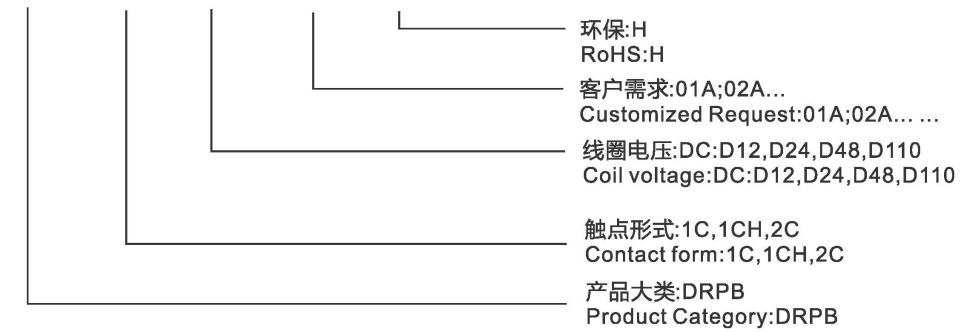 环保:H
RoHS:H
客户需求:01A;02A...
Customized Request:01A;02A... ...
线圈电压:DC:D12,D24,D48,D110
Coil voltage:DC:D12,D24,D48,D110
触点形式:1C,1CH,2C
Contact form:1C,1CH,2C
产品大类:DRPB
Product Category:DRPB